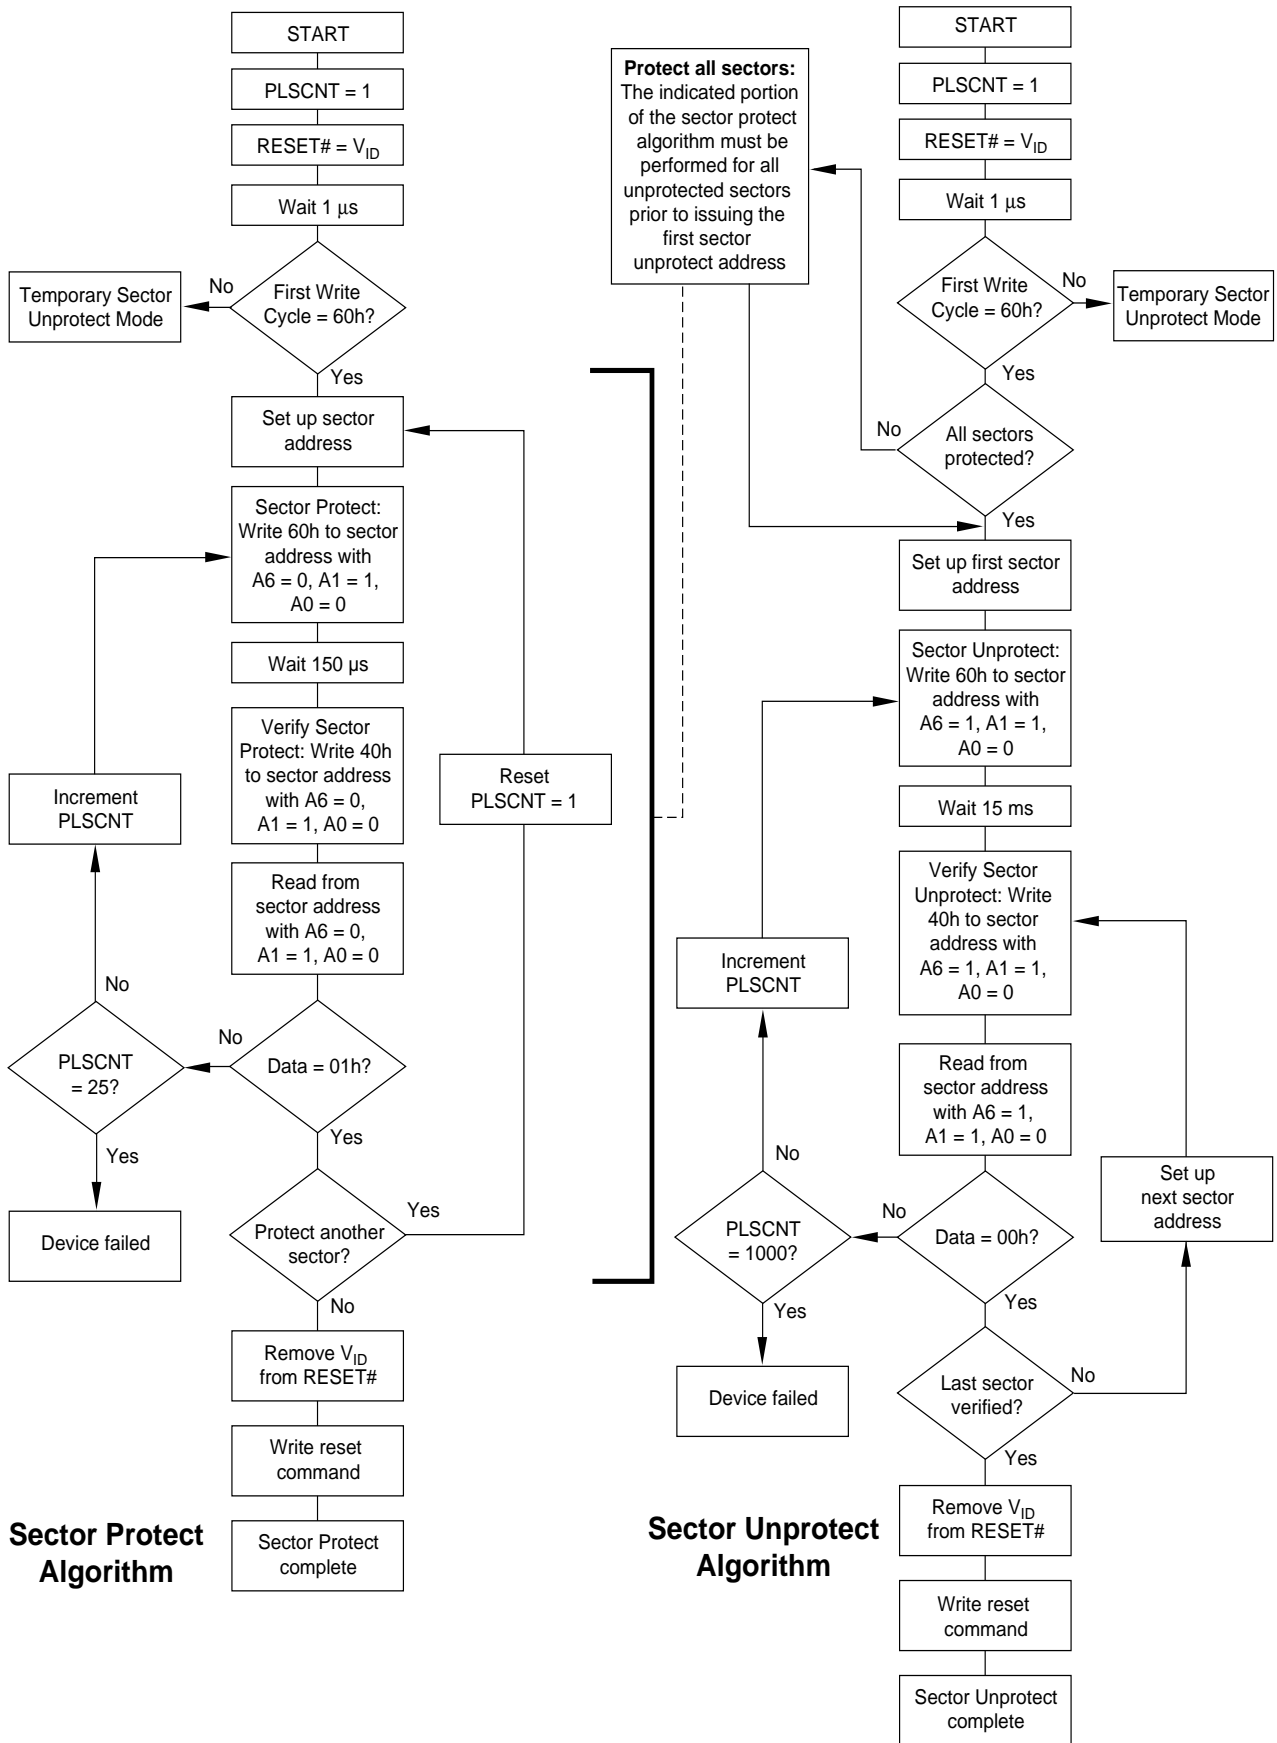 START
PLSCNT = 1
RESET# = VID
Wait 1 μs
No
First Write
Cycle = 60h?
Temporary Sector
Unprotect Mode
Yes
Set up sector
address
Sector Protect:
Write 60h to sector
address with
A6 = 0, A1 = 1,
A0 = 0
Wait 150 µs
Verify Sector
Protect: Write 40h
to sector address
with A6 = 0,
A1 = 1, A0 = 0
Reset
PLSCNT = 1
Increment
PLSCNT
Read from
sector address
with A6 = 0,
A1 = 1, A0 = 0
No
No
PLSCNT
= 25?
Data = 01h?
Yes
Yes
Device failed
Protect another
sector?
Yes
No
Remove VID
from RESET#
Write reset
command
Sector Protect
complete
Sector Protect
Algorithm
Protect all sectors:
The indicated portion
of the sector protect
algorithm must be
performed for all
unprotected sectors
prior to issuing the
first sector
unprotect address
START
PLSCNT = 1
RESET# = VID
Wait 1 μs
First Write
Cycle = 60h?
No
Temporary Sector
Unprotect Mode
Yes
No
All sectors
protected?
Yes
Set up first sector
address
Sector Unprotect:
Write 60h to sector
address with
A6 = 1, A1 = 1,
A0 = 0
Wait 15 ms
Verify Sector
Unprotect: Write
40h to sector
address with
A6 = 1, A1 = 1,
A0 = 0
Increment
PLSCNT
Read from
sector address
with A6 = 1,
A1 = 1, A0 = 0
No
No
PLSCNT
= 1000?
Data = 00h?
Set up
next sector
address
Yes
Yes
Device failed
Last sector
verified?
No
Yes
Remove VID
from RESET#
Write reset
command
Sector Unprotect
complete
Sector Unprotect
Algorithm